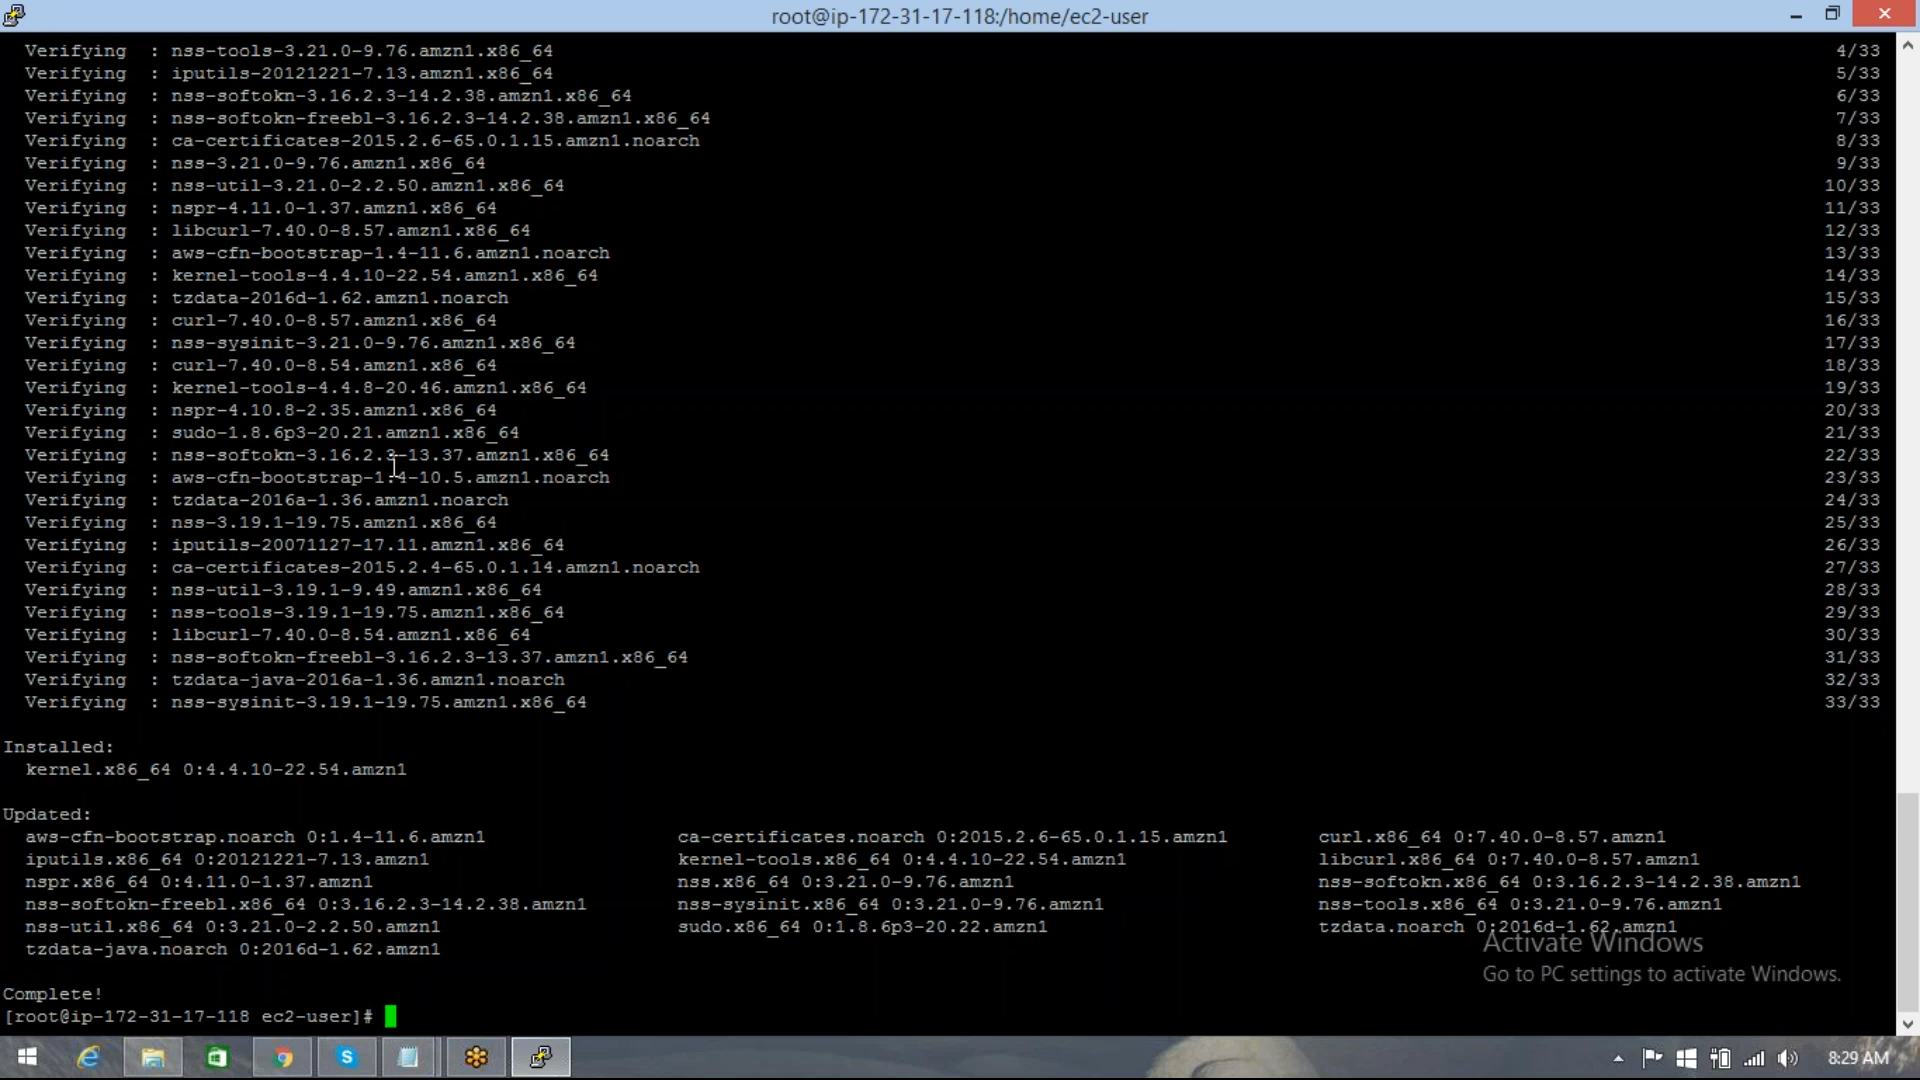 root@ip-172-31-17-118:/home/ec2-user
Verifying : nss-tools-3.21.0-9.76.amzn1.x86_64 4/33
Verifying : iputils-20121221-7.13.amzn1.x86_64 5/33
Verifying : nss-softokn-3.16.2.3-14.2.38.amzn1.x86_64 6/33
Verifying : nss-softokn-freebl-3.16.2.3-14.2.38.amzn1.x86_64 7/33
Verifying : ca-certificates-2015.2.6-65.0.1.15.amzn1.noarch 8/33
Verifying : nss-3.21.0-9.76.amzn1.x86_64 9/33
Verifying : nss-util-3.21.0-2.2.50.amzn1.x86_64 10/33
Verifying : nspr-4.11.0-1.37.amzn1.x86_64 11/33
Verifying : libcurl-7.40.0-8.57.amzn1.x86_64 12/33
Verifying : aws-cfn-bootstrap-1.4-11.6.amzn1.noarch 13/33
Verifying : kernel-tools-4.4.10-22.54.amzn1.x86_64 14/33
Verifying : tzdata-2016d-1.62.amzn1.noarch 15/33
Verifying : curl-7.40.0-8.57.amzn1.x86_64 16/33
Verifying : nss-sysinit-3.21.0-9.76.amzn1.x86_64 17/33
Verifying : curl-7.40.0-8.54.amzn1.x86_64 18/33
Verifying : kernel-tools-4.4.8-20.46.amzn1.x86_64 19/33
Verifying : nspr-4.10.8-2.35.amzn1.x86_64 20/33
Verifying : sudo-1.8.6p3-20.21.amzn1.x86_64 21/33
Verifying : nss-softokn-3.16.2.3-13.37.amzn1.x86_64 22/33
Verifying : aws-cfn-bootstrap-1.4-10.5.amzn1.noarch 23/33
Verifying : tzdata-2016a-1.36.amzn1.noarch 24/33
Verifying : nss-3.19.1-19.75.amzn1.x86_64 25/33
Verifying : iputils-20071127-17.11.amzn1.x86_64 26/33
Verifying : ca-certificates-2015.2.4-65.0.1.14.amzn1.noarch 27/33
Verifying : nss-util-3.19.1-9.49.amzn1.x86_64 28/33
Verifying : nss-tools-3.19.1-19.75.amzn1.x86_64 29/33
Verifying : libcurl-7.40.0-8.54.amzn1.x86_64 30/33
Verifying : nss-softokn-freebl-3.16.2.3-13.37.amzn1.x86_64 31/33
Verifying : tzdata-java-2016a-1.36.amzn1.noarch 32/33
Verifying : nss-sysinit-3.19.1-19.75.amzn1.x86_64 33/33
Installed:
kernel.x86_64 0:4.4.10-22.54.amzn1
Updated:
aws-cfn-bootstrap.noarch 0:1.4-11.6.amzn1 ca-certificates.noarch 0:2015.2.6-65.0.1.15.amzn1 curl.x86_64 0:7.40.0-8.57.amzn1
iputils.x86_64 0:20121221-7.13.amzn1 kernel-tools.x86_64 0:4.4.10-22.54.amzn1 libcurl.x86_64 0:7.40.0-8.57.amzn1
nspr.x86_64 0:4.11.0-1.37.amzn1 nss.x86_64 0:3.21.0-9.76.amzn1 nss-softokn.x86_64 0:3.16.2.3-14.2.38.amzn1
nss-softokn-freebl.x86_64 0:3.16.2.3-14.2.38.amzn1 nss-sysinit.x86_64 0:3.21.0-9.76.amzn1 nss-tools.x86_64 0:3.21.0-9.76.amzn1
nss-util.x86_64 0:3.21.0-2.2.50.amzn1 sudo.x86_64 0:1.8.6p3-20.22.amzn1 tzdata.noarch 0:2016d-1.62.amzn1
tzdata-java.noarch 0:2016d-1.62.amzn1
Activate Windows
Go to PC settings to activate Windows.
Complete!
[root@ip-172-31-17-118 ec2-user]#
8:29 AM